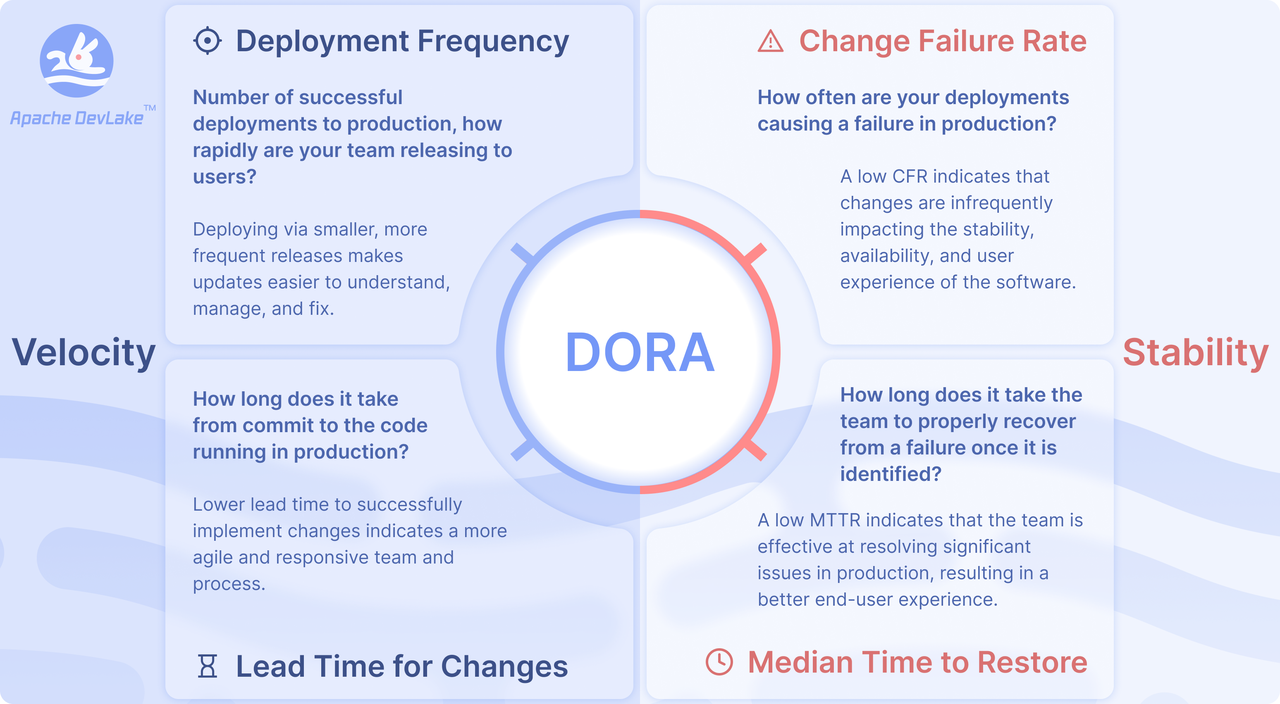 Apache DevLake™
Deployment Frequency
Number of successful
deployments to production, how
rapidly are your team releasing to
users?
Deploying via smaller, more
frequent releases makes
updates easier to understand,
manage, and fix.
Change Failure Rate
How often are your deployments
causing a failure in production?
A low CFR indicates that
changes are infrequently
impacting the stability,
availability, and user
experience of the software.
Velocity
DORA
Stability
How long does it take
from commit to the code
running in production?
Lower lead time to successfully
implement changes indicates a more
agile and responsive team and
process.
Lead Time for Changes
How long does it take the
team to properly recover
from a failure once it is
identified?
A low MTTR indicates that the team is
effective at resolving significant
issues in production, resulting in a
better end-user experience.
Median Time to Restore